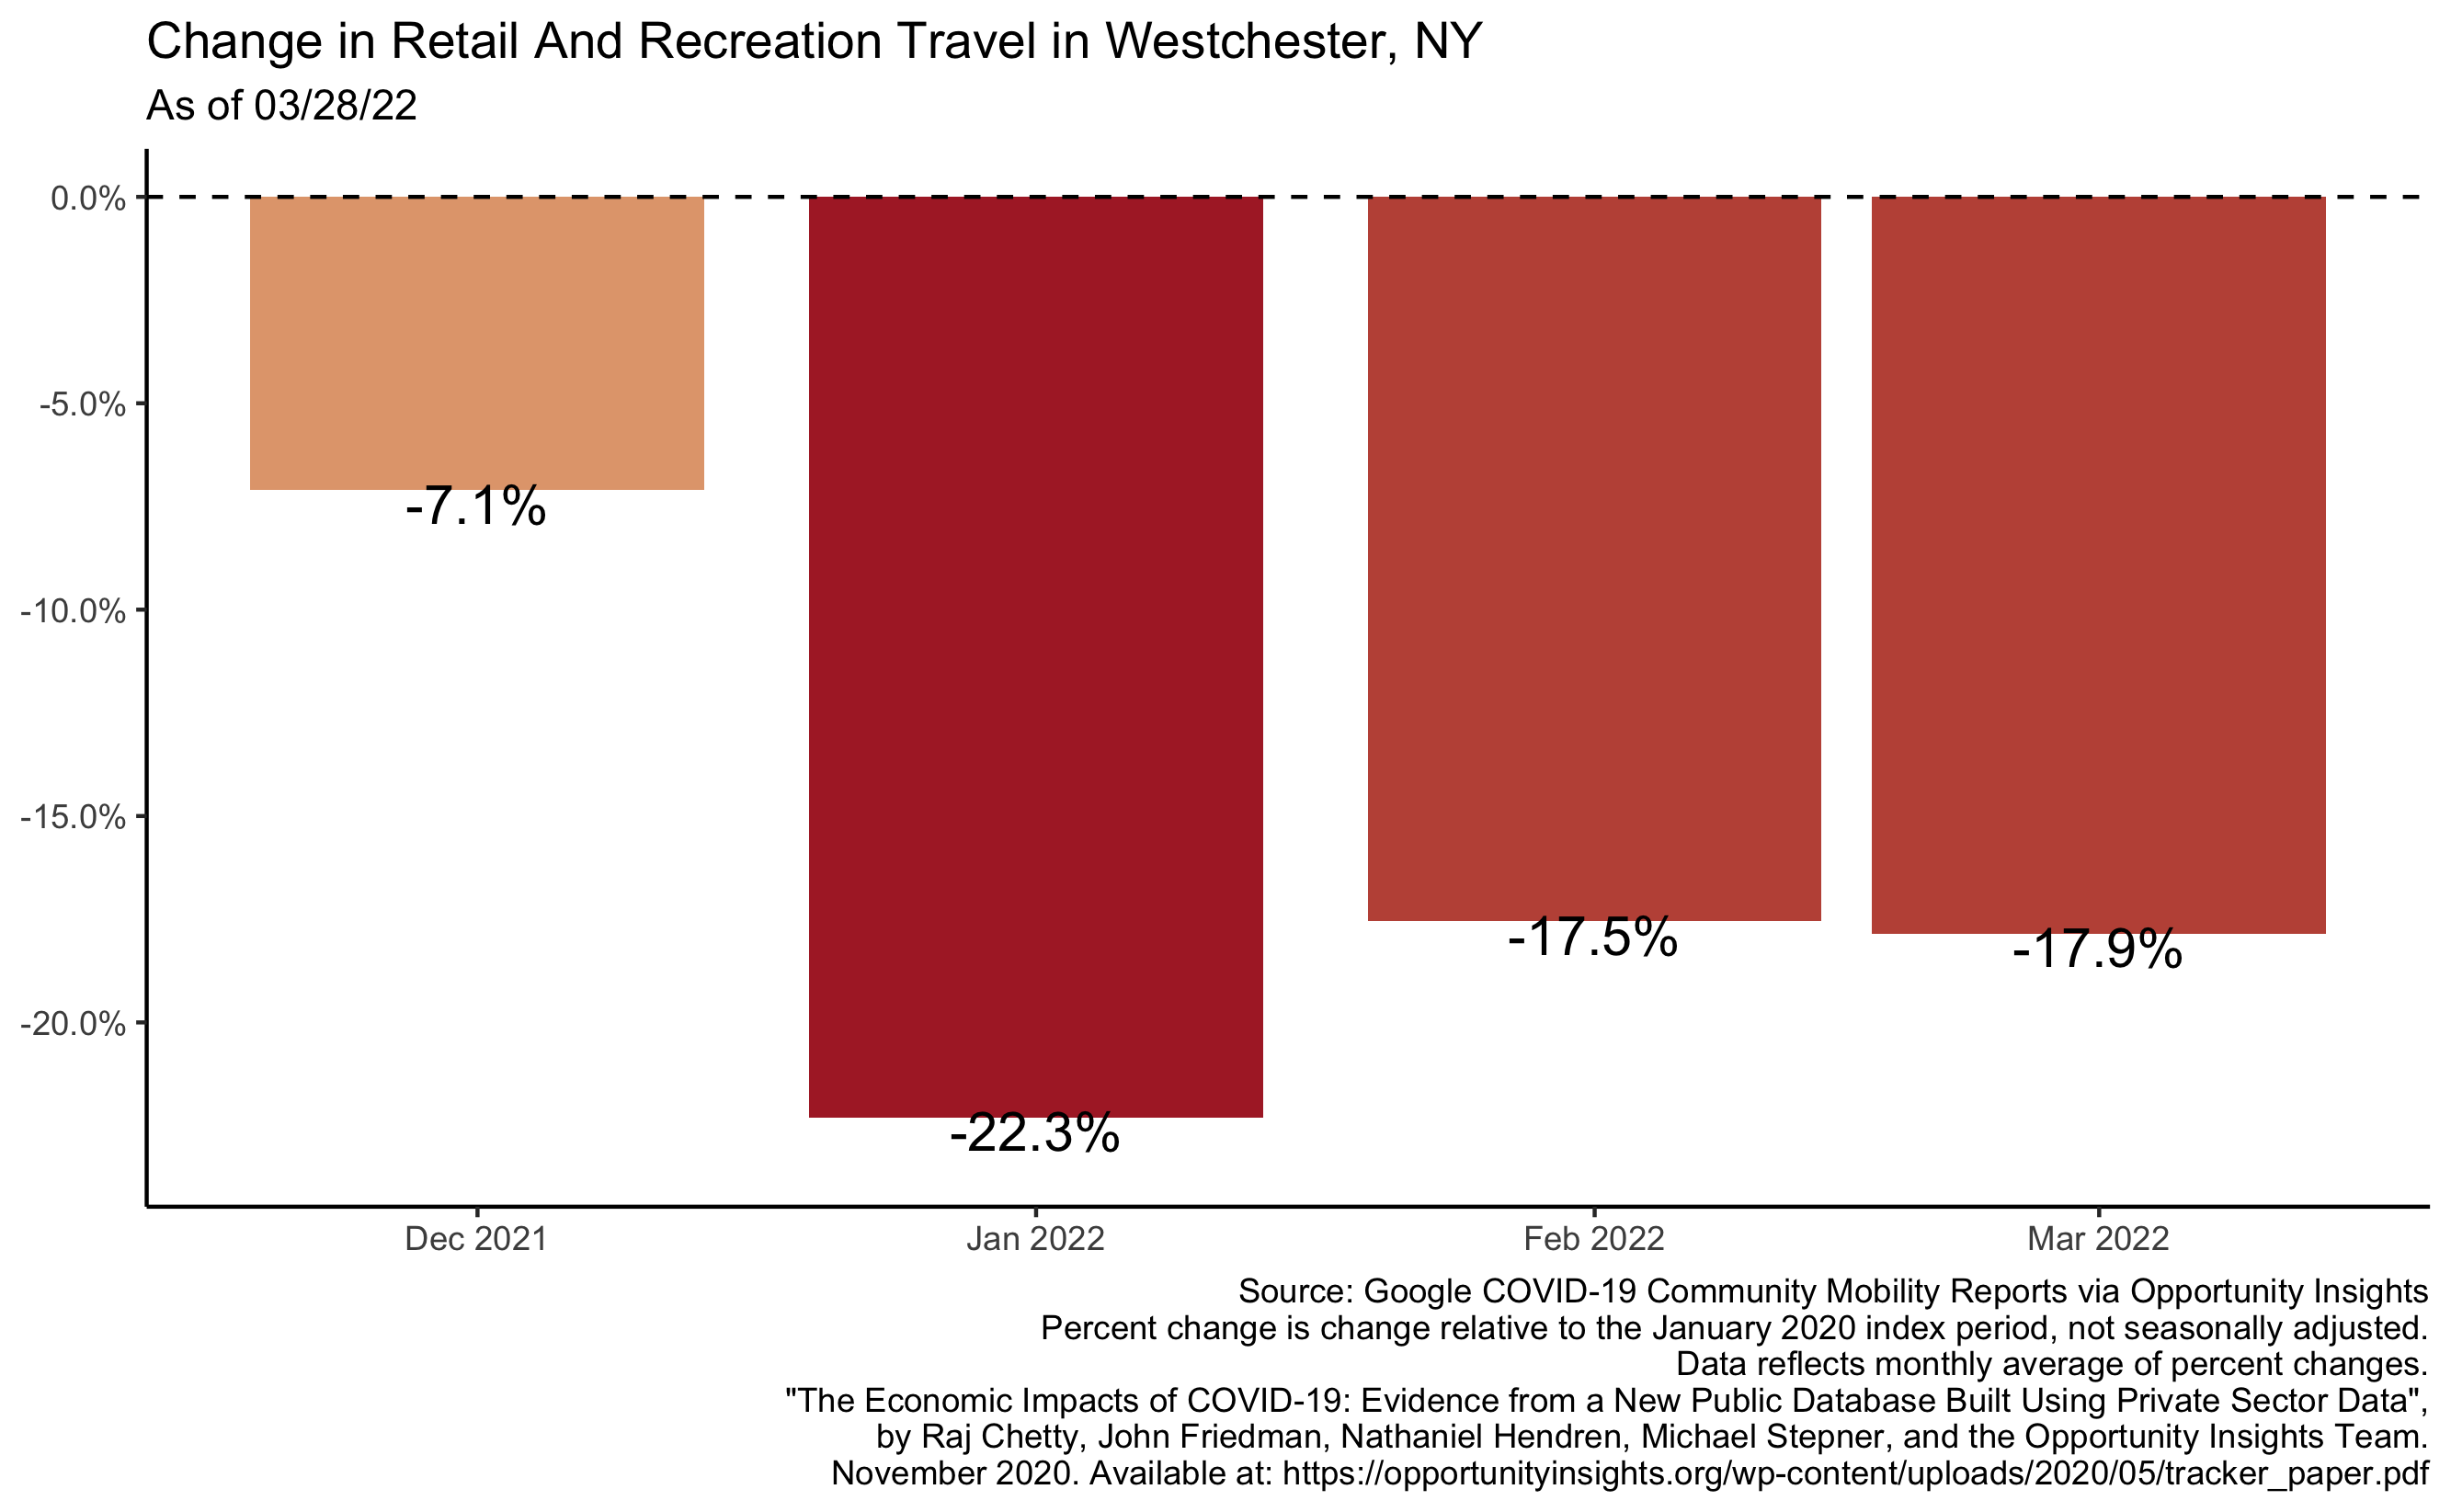 Change in Retail And Recreation Travel in Westchester, NY
As of 03/28/22
0.0%
-5.0%
-10.0%
-15.0%
-20.0%
-7.1%
-22.3%
-17.5%
-17.9%
Dec 2021
Jan 2022
Feb 2022
Mar 2022
Source: Google COVID-19 Community Mobility Reports via Opportunity Insights
Percent change is change relative to the January 2020 index period, not seasonally adjusted.
Data reflects monthly average of percent changes.
"The Economic Impacts of COVID-19: Evidence from a New Public Database Built Using Private Sector Data",
by Raj Chetty, John Friedman, Nathaniel Hendren, Michael Stepner, and the Opportunity Insights Team.
November 2020. Available at: https://opportunityinsights.org/wp-content/uploads/2020/05/tracker_paper.pdf